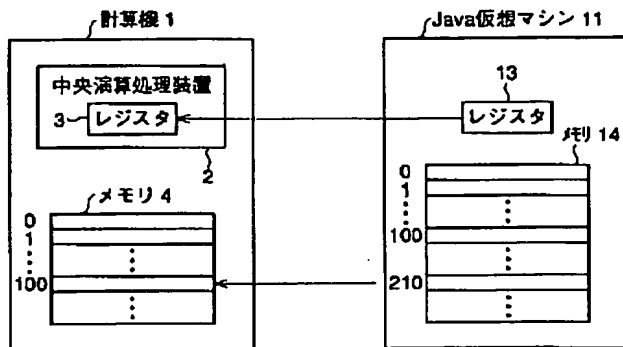 計算機 1
中央演算処理装置
3
レジスタ
2
メモリ 4
0
1
100
Java仮想マシン 11
13
レジスタ
メモリ 14
0
1
100
210